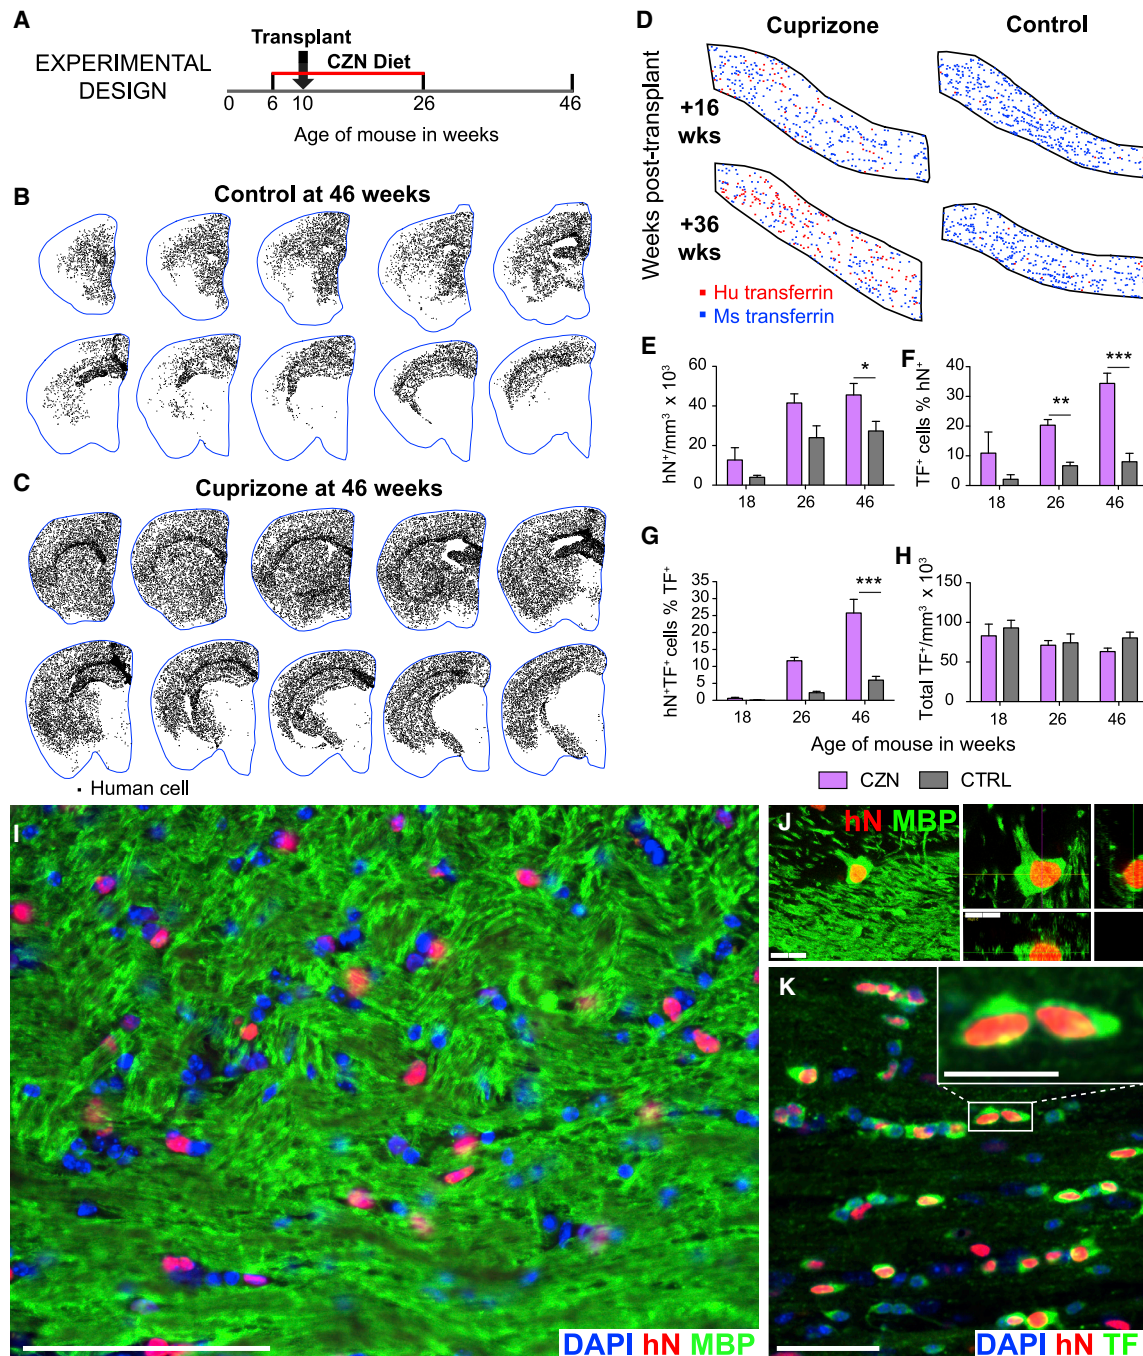 A
EXPERIMENTAL
DESIGN
Transplant
CZN Diet
0 6 10 26 46
Age of mouse in weeks
B
Control at 46 weeks
C
Cuprizone at 46 weeks
Human cell
D
Cuprizone Control
Weeks post-transplant
+16
wks
+36
wks
Hu transferrin
Ms transferrin
E
hN⁺/mm³ x 10³
60
40
20
0
*
18 26 46
F
TF⁺ cells % hN⁺
40
30
20
10
0
**
***
18 26 46
G
hN⁺TF⁺ cells % TF⁺
35
30
25
20
15
10
5
0
***
18 26 46
H
Total TF⁺/mm³ x 10³
150
100
50
0
18 26 46
Age of mouse in weeks
CZN CTRL
I
DAPI hN MBP
J
hN MBP
K
DAPI hN TF